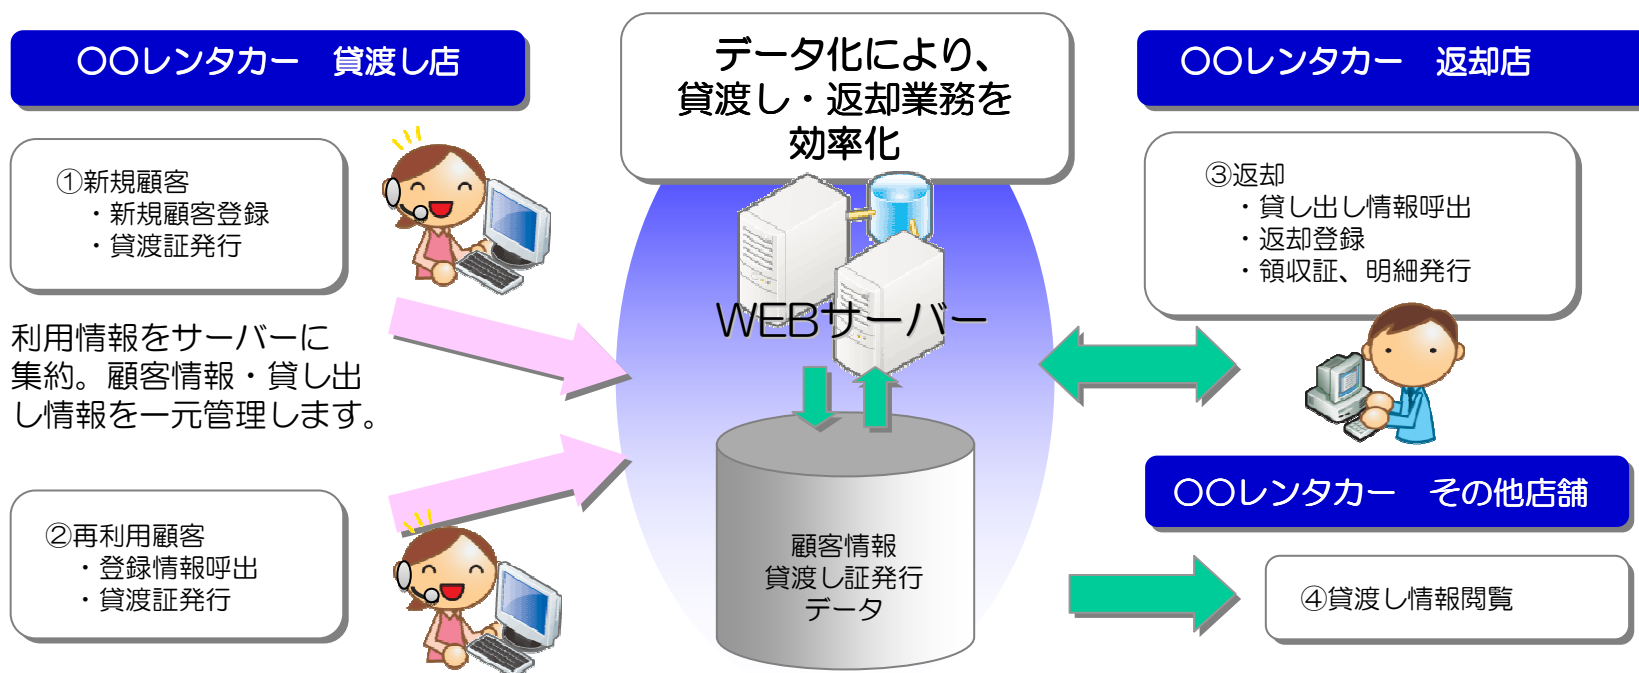 〇〇レンタカー　貸渡し店
①新規顧客
・新規顧客登録
・貸渡証発行
利用情報をサーバーに
集約。顧客情報・貸し出
し情報を一元管理します。
②再利用顧客
・登録情報呼出
・貸渡証発行
データ化により、
貸渡し・返却業務を
効率化
WEBサーバー
顧客情報
貸渡し証発行
データ
〇〇レンタカー　返却店
③返却
・貸し出し情報呼出
・返却登録
・領収証、明細発行
〇〇レンタカー　その他店舗
④貸渡し情報閲覧